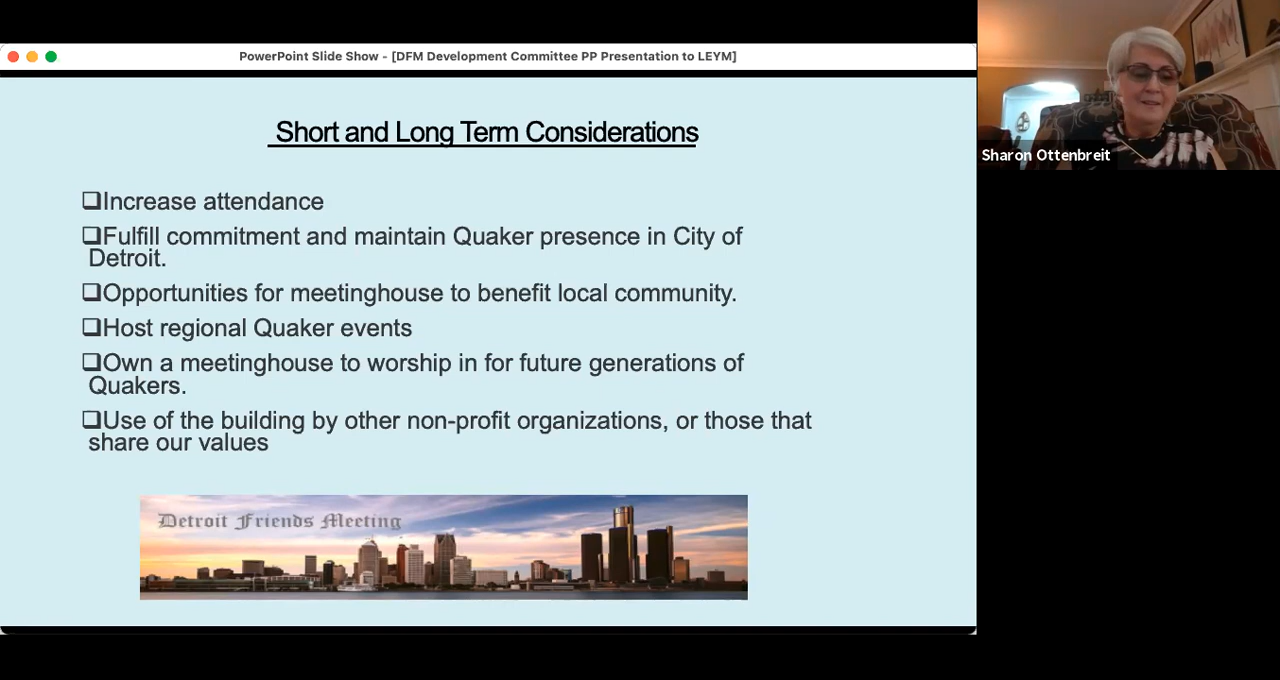 PowerPoint Slide Show - [DFM Development Committee PP Presentation to LEYM]
Short and Long Term Considerations
❑Increase attendance
❑Fulfill commitment and maintain Quaker presence in City of
Detroit.
❑Opportunities for meetinghouse to benefit local community.
❑Host regional Quaker events
❑Own a meetinghouse to worship in for future generations of
Quakers.
❑Use of the building by other non-profit organizations, or those that
share our values
Detroit Friends Meeting
Sharon Ottenbreit